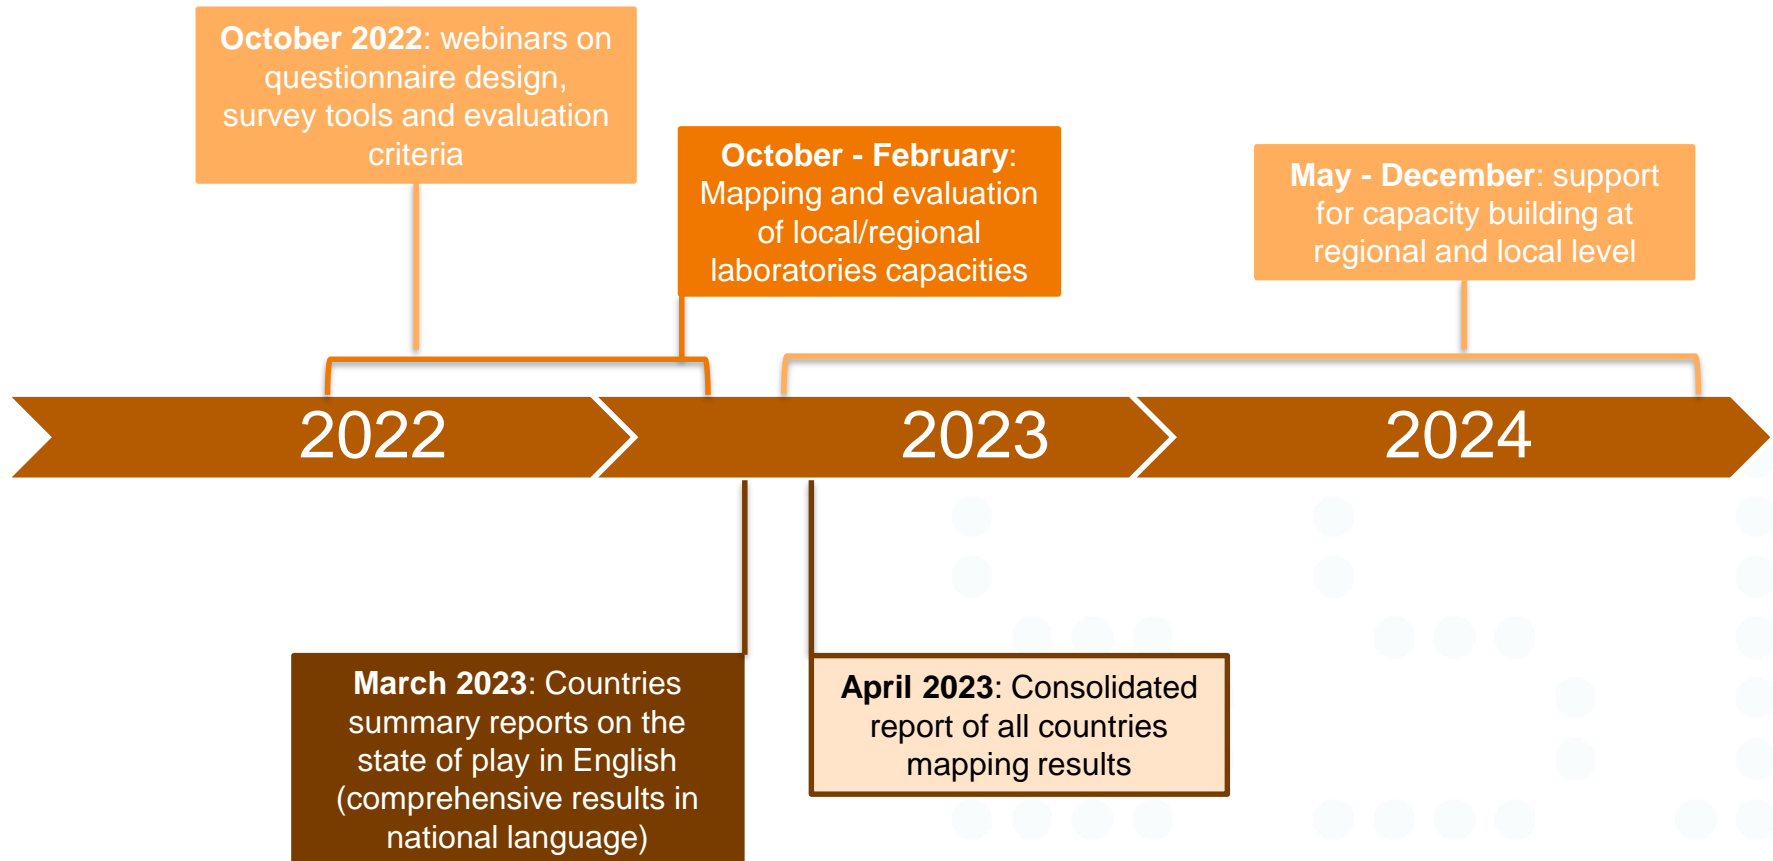 October 2022: webinars on
questionnaire design,
survey tools and evaluation
criteria
October - February:
Mapping and evaluation
of local/regional
laboratories capacities
May - December: support
for capacity building at
regional and local level
2022
2023
2024
March 2023: Countries
summary reports on the
state of play in English
(comprehensive results in
national language)
April 2023: Consolidated
report of all countries
mapping results